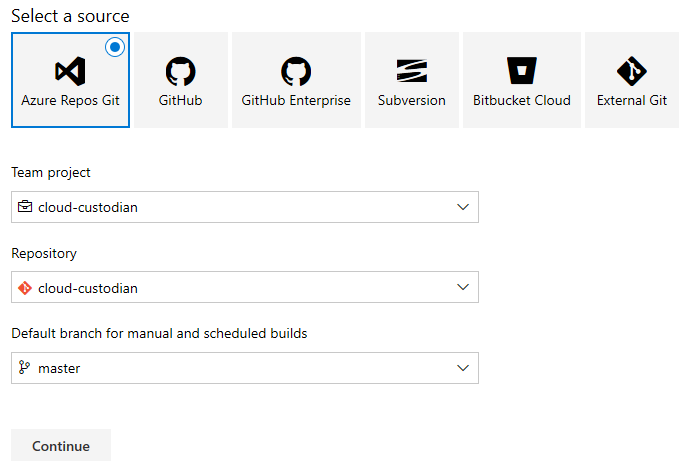 Select a source
Azure Repos Git
GitHub
GitHub Enterprise
Subversion
Bitbucket Cloud
External Git
Team project
cloud-custodian
Repository
cloud-custodian
Default branch for manual and scheduled builds
master
Continue